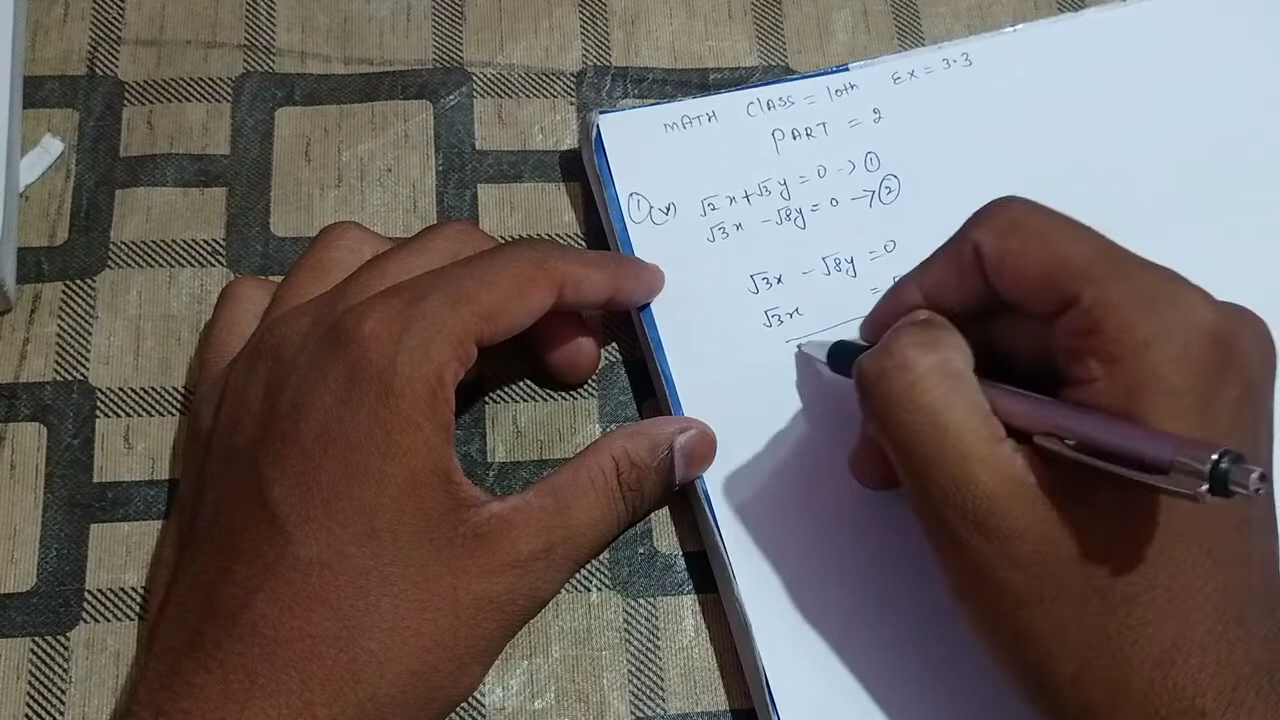 MATH CLASS = 10th EX = 3.3
PART = 2
① (v) √2x + √3y = 0 → ①
√3x - √8y = 0 → ②
√3x - √8y = 0
√3x =